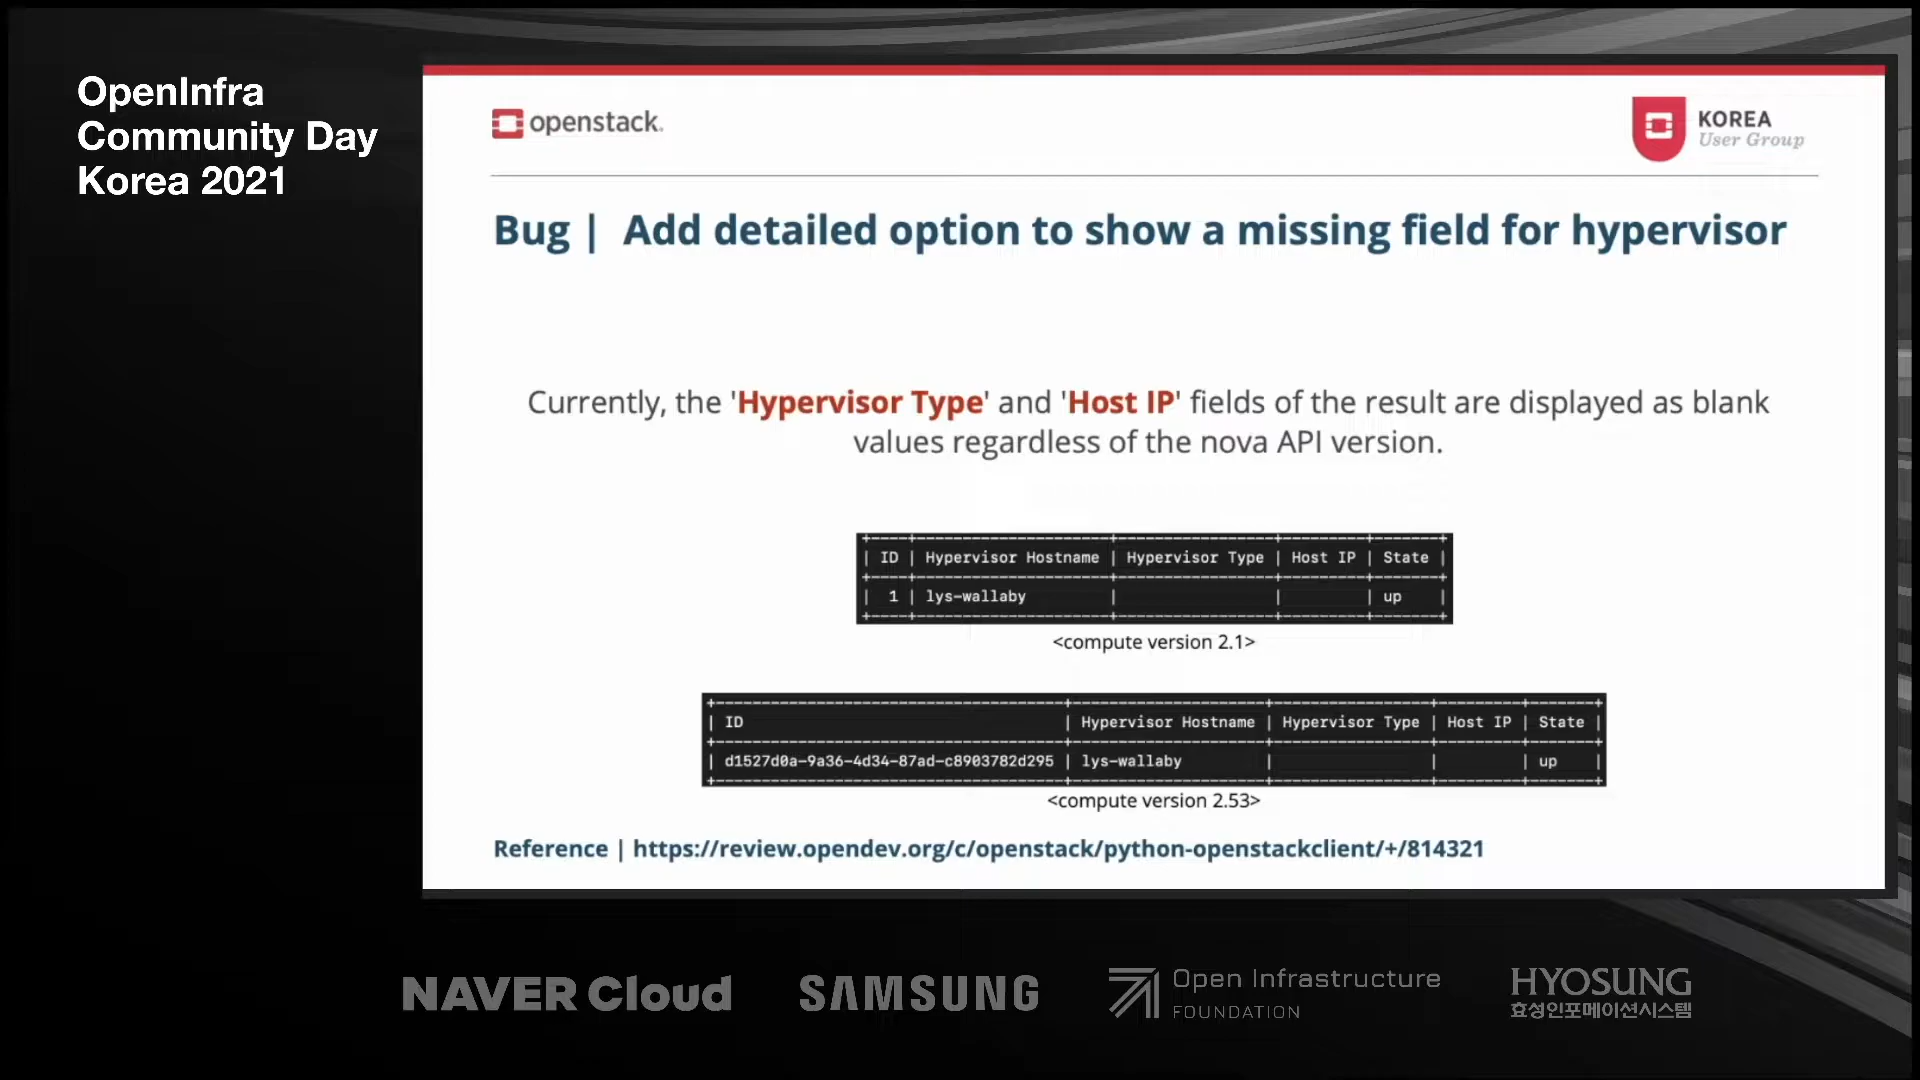 OpenInfra
Community Day
Korea 2021
openstack.
KOREA
User Group
Bug | Add detailed option to show a missing field for hypervisor
Currently, the 'Hypervisor Type' and 'Host IP' fields of the result are displayed as blank
values regardless of the nova API version.
| ID | Hypervisor Hostname | Hypervisor Type | Host IP | State |
| 1 | lys-wallaby | | | up |
<compute version 2.1>
| ID | Hypervisor Hostname | Hypervisor Type | Host IP | State |
| d1527d0a-9a36-4d34-87ad-c8903782d295 | lys-wallaby | | | up |
<compute version 2.53>
Reference | https://review.opendev.org/c/openstack/python-openstackclient/+/814321
NAVER Cloud
SAMSUNG
Open Infrastructure
FOUNDATION
HYOSUNG
효성인포메이션시스템